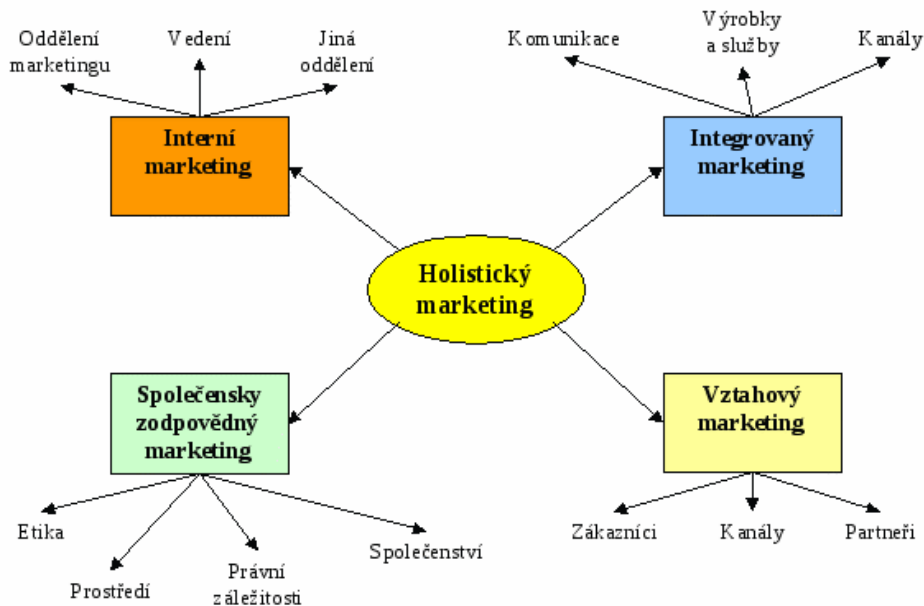 Oddělení
marketingu
Vedení
Jiná
oddělení
Komunikace
Výrobky
a služby
Kanály
Interní
marketing
Integrovaný
marketing
Holistický
marketing
Společensky
zodpovědný
marketing
Vztahový
marketing
Etika
Prostředí
Právní
záležitosti
Společenství
Zákazníci
Kanály
Partneři